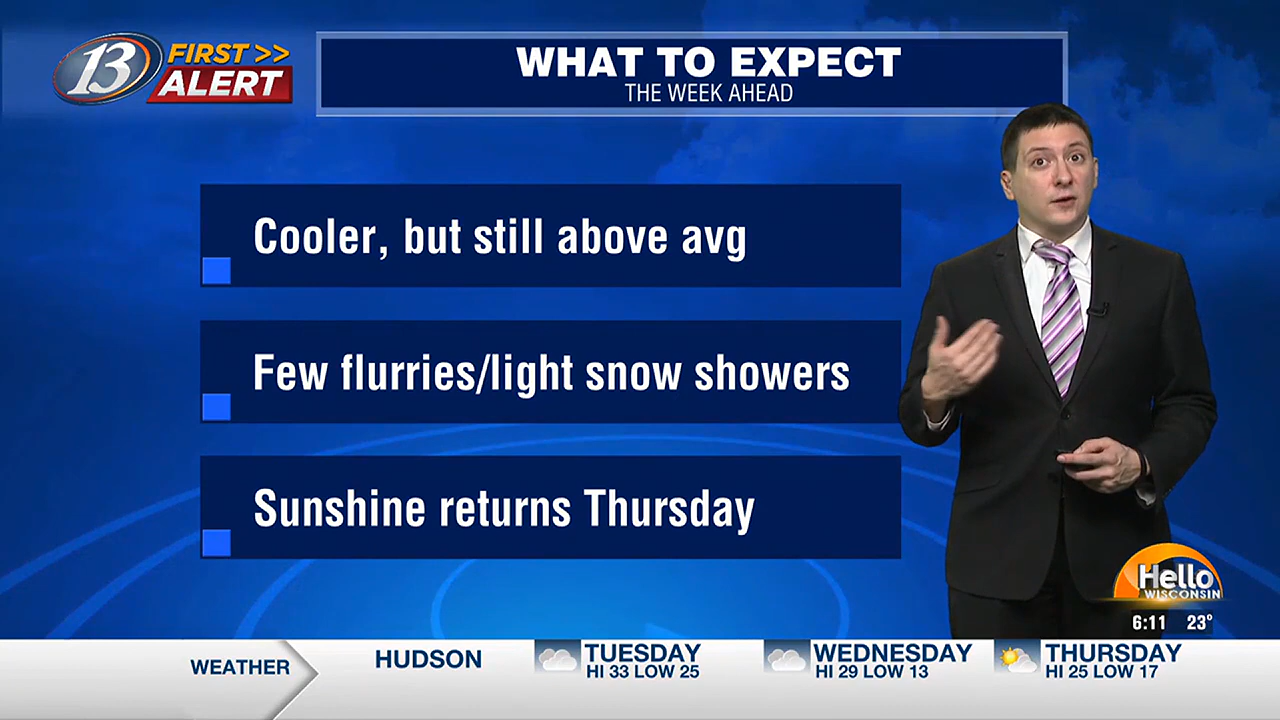 13 FIRST >>
ALERT
WHAT TO EXPECT
THE WEEK AHEAD
Cooler, but still above avg
Few flurries/light snow showers
Sunshine returns Thursday
Hello
WISCONSIN
6:11 23°
WEATHER
HUDSON
TUESDAY
HI 33 LOW 25
WEDNESDAY
HI 29 LOW 13
THURSDAY
HI 25 LOW 17